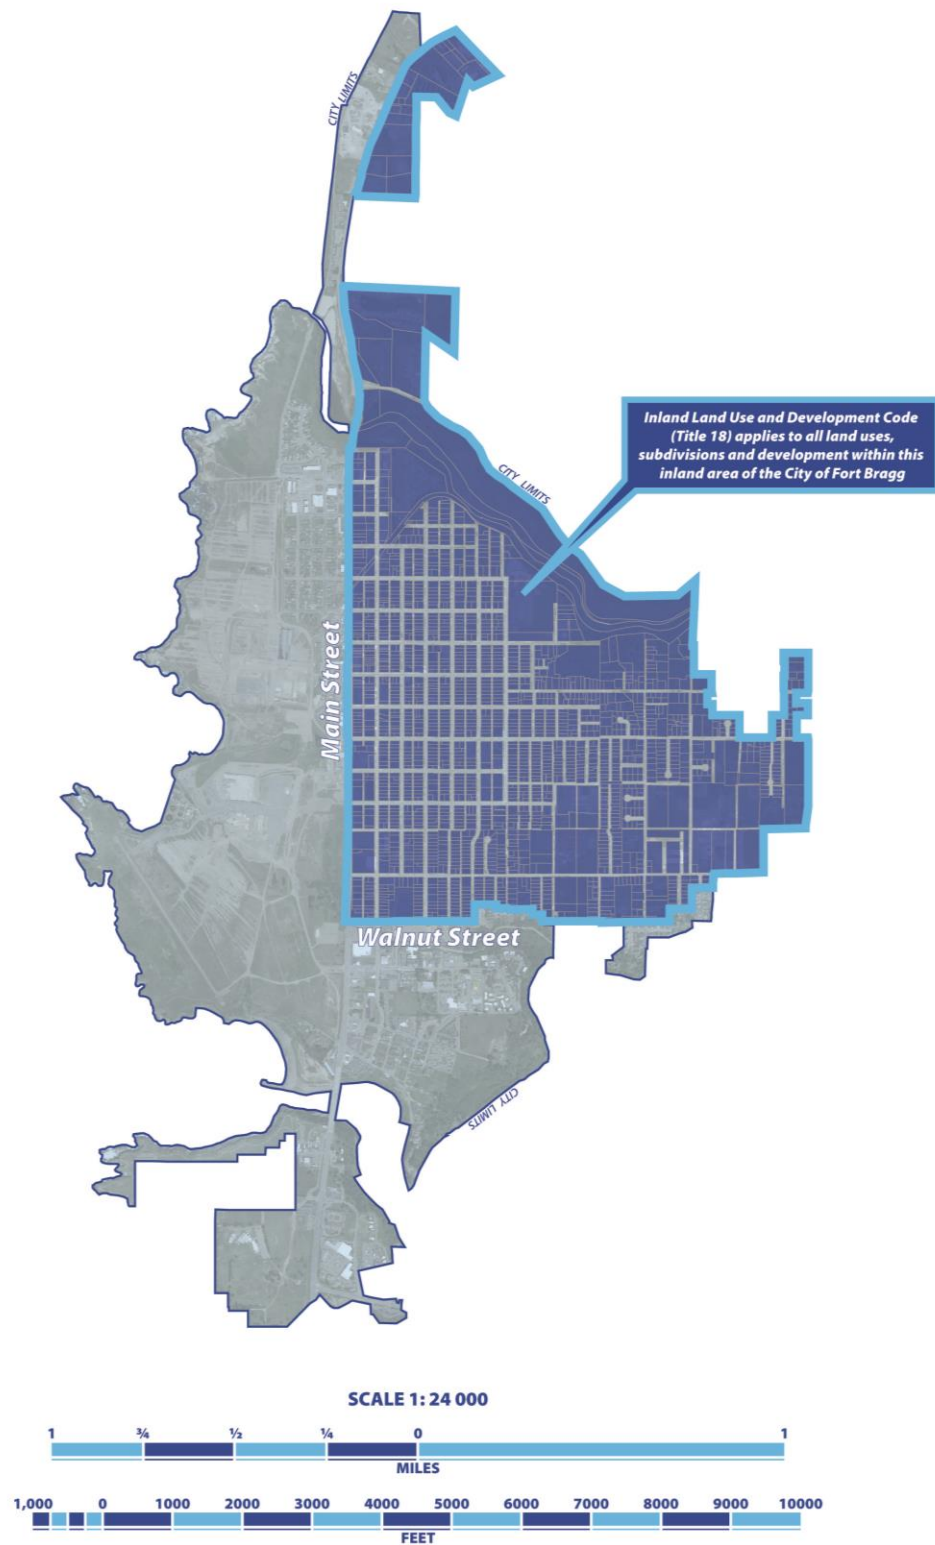 CITY LIMITS
Inland Land Use and Development Code
(Title 18) applies to all land uses,
subdivisions and development within this
inland area of the City of Fort Bragg
CITY LIMITS
Main Street
Walnut Street
CITY LIMITS
SCALE 1: 24 000
1 ¾ ½ ¼ 0 1
MILES
1,000 0 1000 2000 3000 4000 5000 6000 7000 8000 9000 10000
FEET